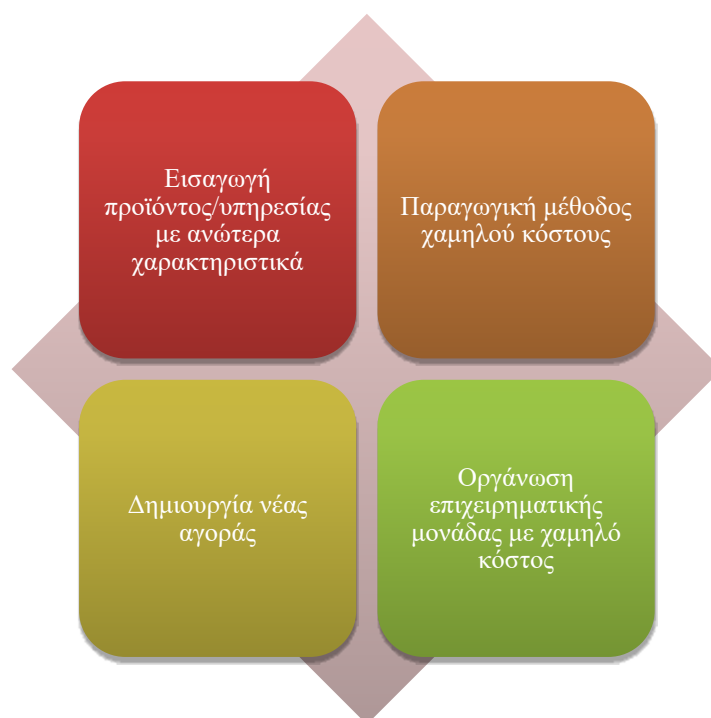 Εισαγωγή
προϊόντος/υπηρεσίας
με ανώτερα
χαρακτηριστικά
Παραγωγική μέθοδος
χαμηλού κόστους
Δημιουργία νέας
αγοράς
Οργάνωση
επιχειρηματικής
μονάδας με χαμηλό
κόστος